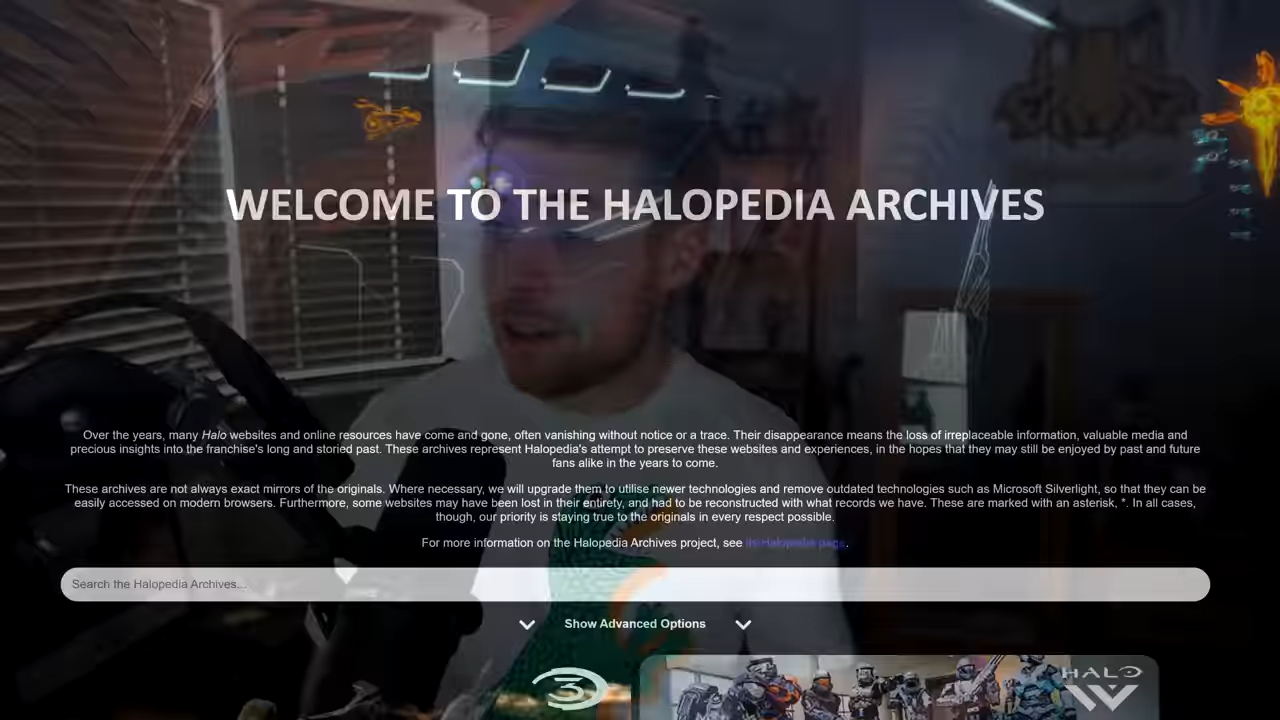 WELCOME TO THE HALOPEDIA ARCHIVES
Over the years, many Halo websites and online resources have come and gone, often vanishing without notice or a trace. Their disappearance means the loss of irreplaceable information, valuable media and
precious insights into the franchise's long and storied past. These archives represent Halopedia's attempt to preserve these websites and experiences, in the hopes that they may still be enjoyed by past and future
fans alike in the years to come.
These archives are not always exact mirrors of the originals. Where necessary, we will upgrade them to utilise newer technologies and remove outdated technologies such as Microsoft Silverlight, so that they can be
easily accessed on modern browsers. Furthermore, some websites may have been lost in their entirety, and had to be reconstructed with what records we have. These are marked with an asterisk, *. In all cases,
though, our priority is staying true to the originals in every respect possible.
For more information on the Halopedia Archives project, see its Halopedia page.
Search the Halopedia Archives...
Show Advanced Options
3
HALO